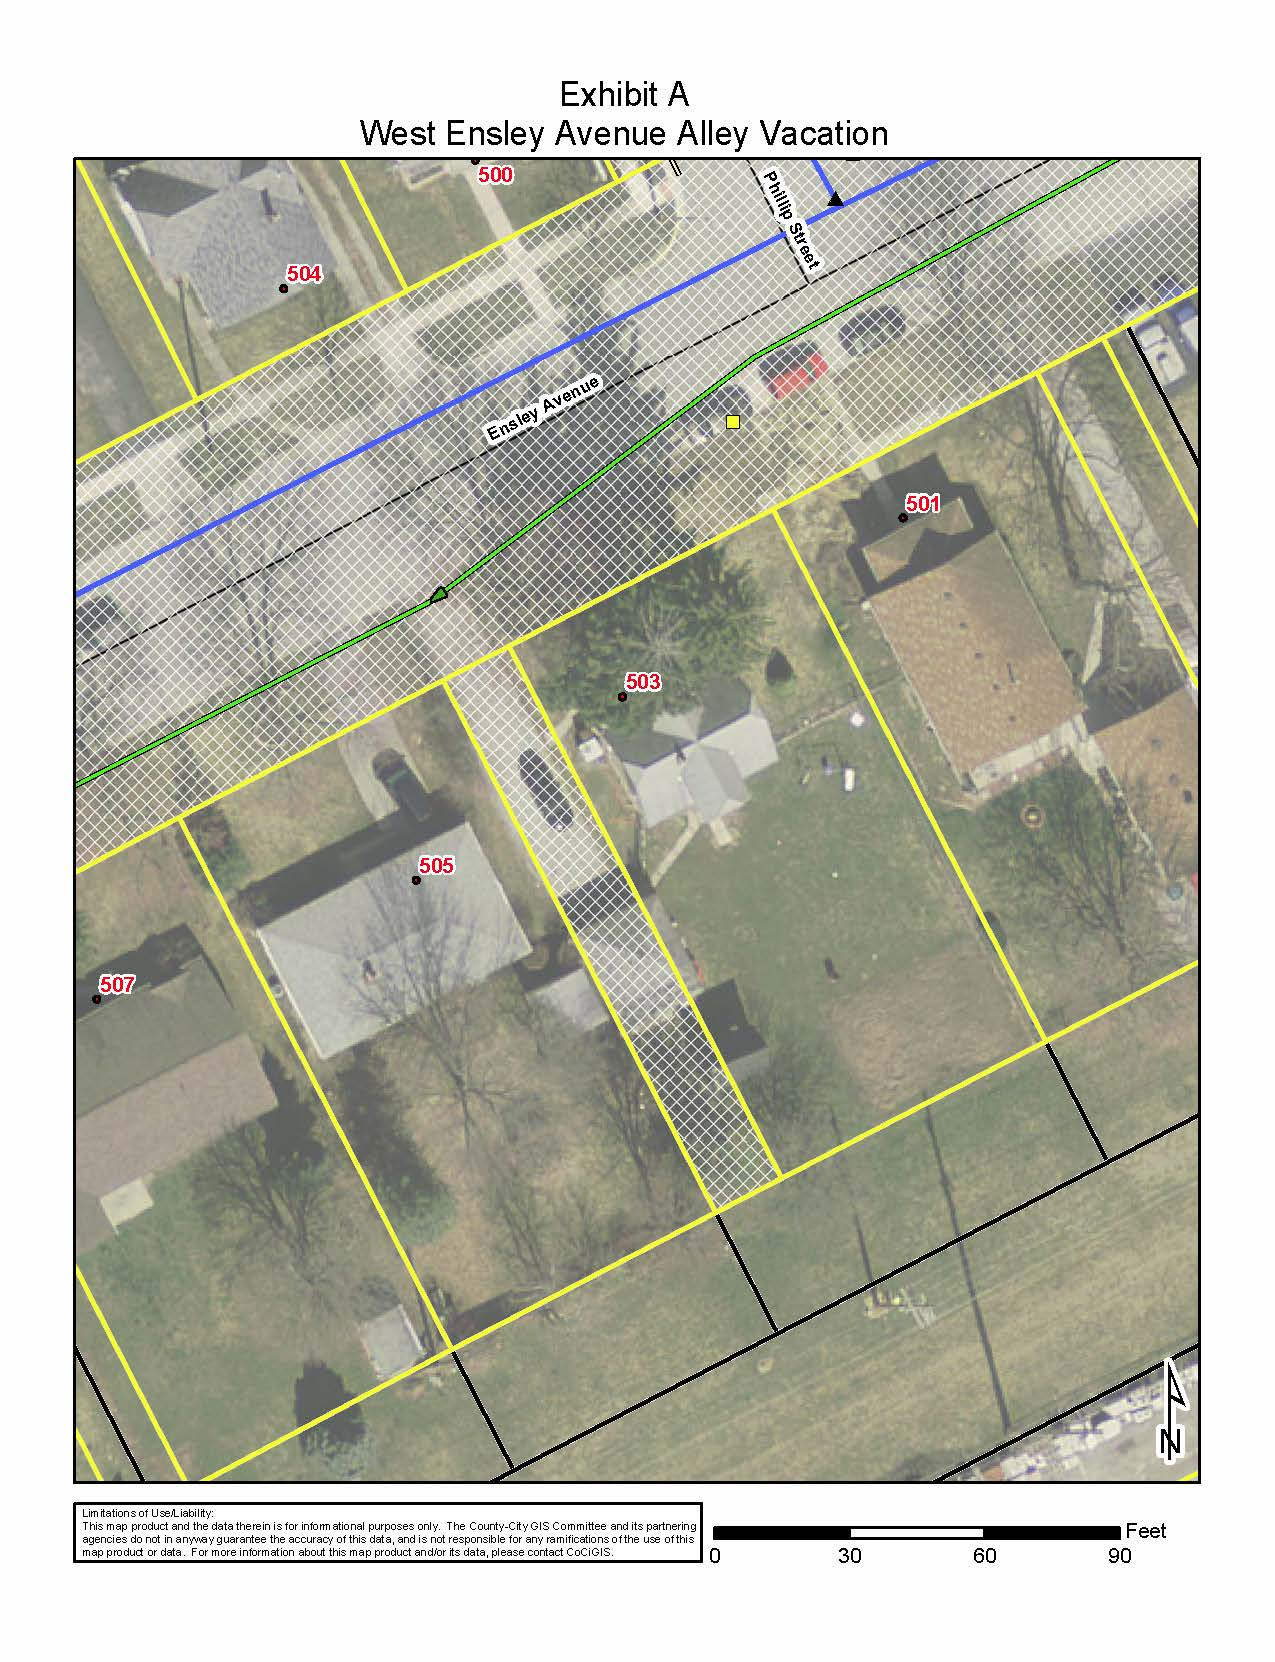 Exhibit A
West Ensley Avenue Alley Vacation
500
Phillip Street
504
Ensley Avenue
501
503
505
507
N
Limitations of Use/Liability:
This map product and the data therein is for informational purposes only. The County-City GIS Committee and its partnering
agencies do not in anyway guarantee the accuracy of this data, and is not responsible for any ramifications of the use of this
map product or data. For more information about this map product and/or its data, please contact CoCiGIS.
Feet
0 30 60 90